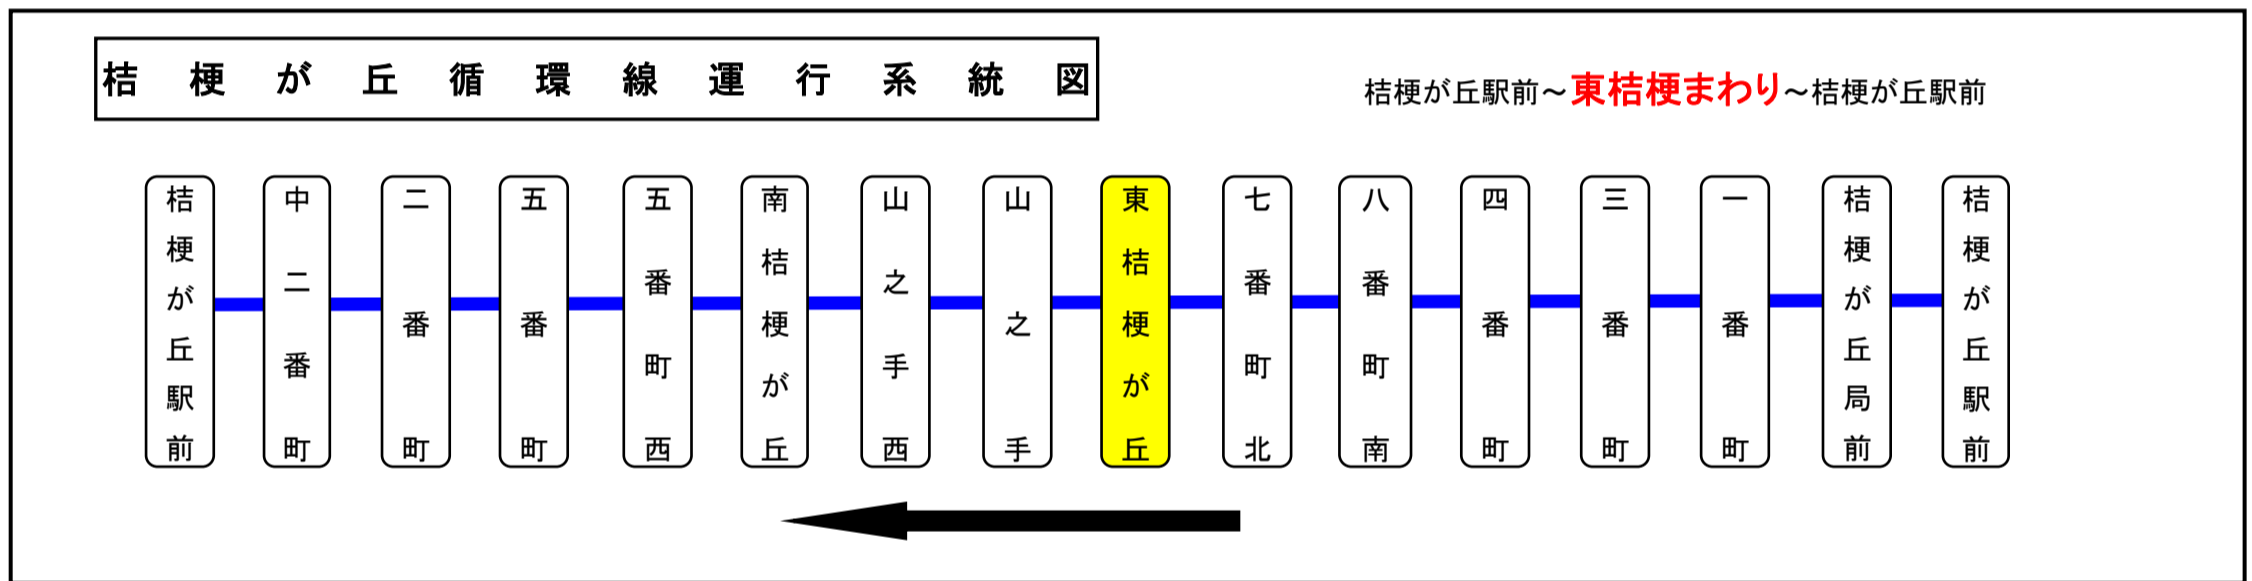 桔梗が丘循環線運行系統図
桔梗が丘駅前～東桔梗まわり～桔梗が丘駅前
桔梗が丘駅前
中二番町
二番町
五番町
五番町西
南桔梗が丘
山之手西
山之手
東桔梗が丘
七番町北
八番町南
四番町
三番町
一番町
桔梗が丘局前
桔梗が丘駅前